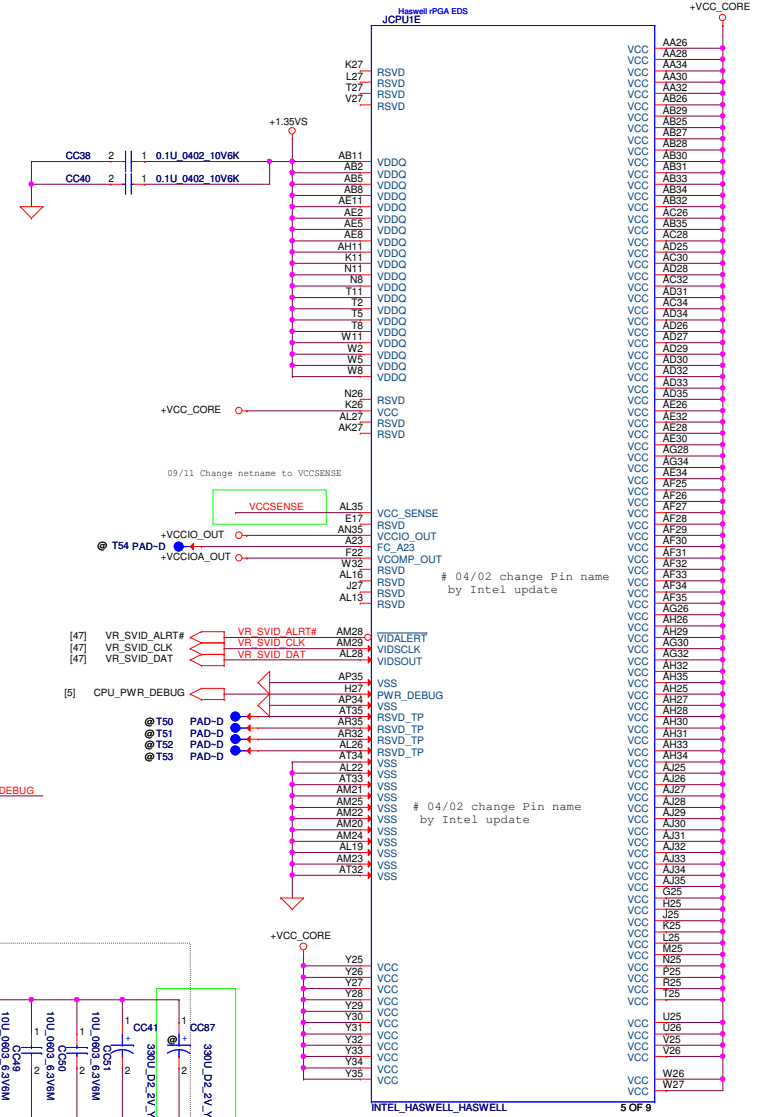 Haswell rPGA EDS
JCPU1E
+VCC_CORE
K27 RSVD
L27 RSVD
T27 RSVD
V27 RSVD
+1.35VS
CC38 2 1 0.1U_0402_10V6K
CC40 2 1 0.1U_0402_10V6K
AB11 VDDQ
AB2 VDDQ
AB5 VDDQ
AB8 VDDQ
AE11 VDDQ
AE2 VDDQ
AE5 VDDQ
AE8 VDDQ
AH11 VDDQ
K11 VDDQ
N11 VDDQ
N8 VDDQ
T11 VDDQ
T2 VDDQ
T5 VDDQ
T8 VDDQ
W11 VDDQ
W2 VDDQ
W5 VDDQ
W8 VDDQ
N26 RSVD
+VCC_CORE K26 VCC
AL27 RSVD
AK27 RSVD
09/11 Change netname to VCCSENSE
VCCSENSE AL35 VCC_SENSE
E17 RSVD
+VCCIO_OUT AN35 VCCIO_OUT
@ T54 PAD~D A23 FC_A23
+VCCIOA_OUT F22 VCOMP_OUT
W32 RSVD
AL16 RSVD
J27 RSVD
AL13 RSVD
# 04/02 change Pin name
by Intel update
[47] VR_SVID_ALRT# VR_SVID_ALRT# AM28 VIDALERT
[47] VR_SVID_CLK VR_SVID_CLK AM29 VIDSCLK
[47] VR_SVID_DAT VR_SVID_DAT AL28 VIDSOUT
AP35 VSS
[5] CPU_PWR_DEBUG H27 PWR_DEBUG
AP34 VSS
@ T50 PAD~D AT35 RSVD_TP
@ T51 PAD~D AR35 RSVD_TP
@ T52 PAD~D AR32 RSVD_TP
@ T53 PAD~D AL26 RSVD_TP
AT34 VSS
AL22 VSS
AT33 VSS
AM21 VSS
AM25 VSS
AM22 VSS
AM20 VSS
AM24 VSS
AL19 VSS
AM23 VSS
AT32 VSS
DEBUG
# 04/02 change Pin name
by Intel update
+VCC_CORE
Y25 VCC
Y26 VCC
Y27 VCC
Y28 VCC
Y29 VCC
Y30 VCC
Y31 VCC
Y32 VCC
Y33 VCC
Y34 VCC
Y35 VCC
VCC AA26
VCC AA28
VCC AA34
VCC AA30
VCC AA32
VCC AB26
VCC AB29
VCC AB25
VCC AB27
VCC AB28
VCC AB30
VCC AB31
VCC AB33
VCC AB34
VCC AB32
VCC AC26
VCC AB35
VCC AC28
VCC AD25
VCC AC30
VCC AD28
VCC AC32
VCC AD31
VCC AC34
VCC AD34
VCC AD26
VCC AD27
VCC AD29
VCC AD30
VCC AD32
VCC AD33
VCC AD35
VCC AE26
VCC AE32
VCC AE28
VCC AE30
VCC AG28
VCC AG34
VCC AE34
VCC AF25
VCC AF26
VCC AF27
VCC AF28
VCC AF29
VCC AF30
VCC AF31
VCC AF32
VCC AF33
VCC AF34
VCC AF35
VCC AG26
VCC AH26
VCC AH29
VCC AG30
VCC AG32
VCC AH32
VCC AH35
VCC AH25
VCC AH27
VCC AH28
VCC AH30
VCC AH31
VCC AH33
VCC AH34
VCC AJ25
VCC AJ26
VCC AJ27
VCC AJ28
VCC AJ29
VCC AJ30
VCC AJ31
VCC AJ32
VCC AJ33
VCC AJ34
VCC AJ35
VCC G25
VCC H25
VCC J25
VCC K25
VCC L25
VCC M25
VCC N25
VCC P25
VCC R25
VCC T25
VCC U25
VCC U26
VCC V25
VCC V26
VCC W26
VCC W27
10U_0603_6.3V6M
CC49 1 2
10U_0603_6.3V6M
CC50 1 2
10U_0603_6.3V6M
CC51
1 + 2 CC41
330U_D2_2V_Y
@ 1 + 2 CC87
330U_D2_2V_Y
INTEL_HASWELL_HASWELL
5 OF 9